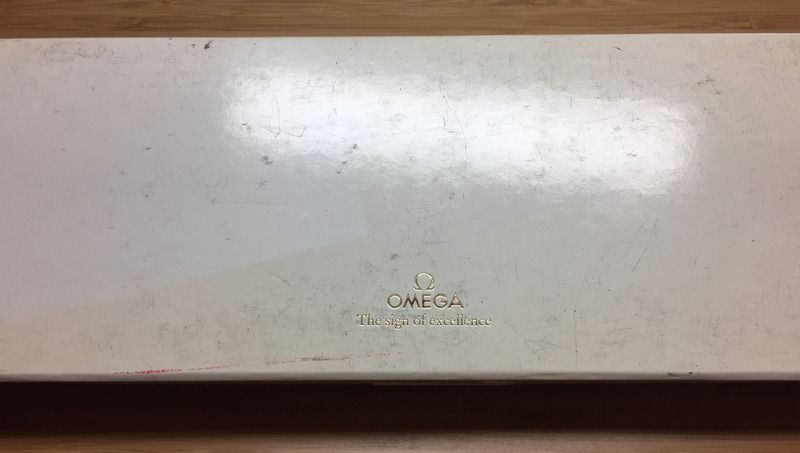 Ω
OMEGA
The sign of excellence